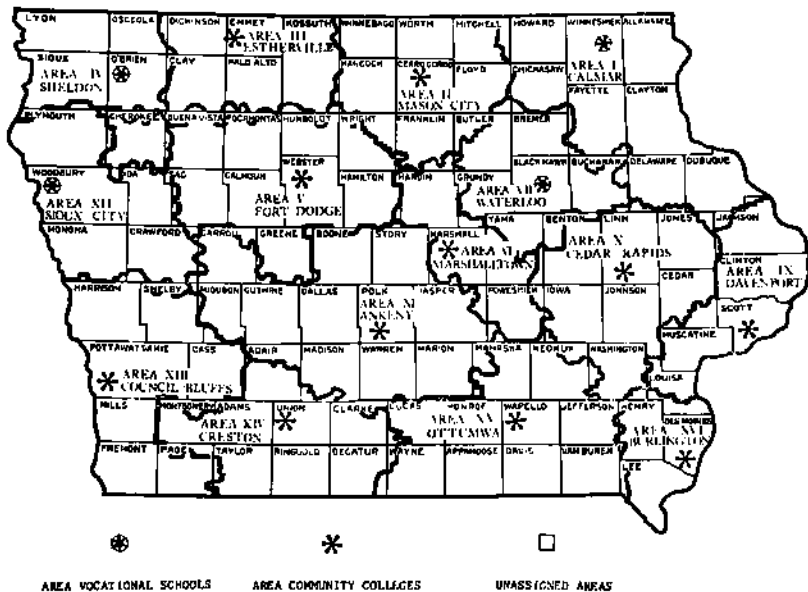 LYON OSCEOLA DICKINSON EMMET KOSSUTH WINNEBAGO WORTH MITCHELL HOWARD WINNESHIEK ALLAMAKEE
AREA III
ESTHERVILLE
SIOUX O'BRIEN CLAY PALO ALTO HANCOCK CERRO GORDO FLOYD CHICKASAW
AREA IV
SHELDON
AREA II
MASON CITY
AREA I
CALMAR
FAYETTE CLAYTON
PLYMOUTH CHEROKEE BUENA VISTA POCAHONTAS HUMBOLDT WRIGHT FRANKLIN BUTLER BREMER
WOODBURY IDA SAC CALHOUN WEBSTER HAMILTON HARDIN GRUNDY BLACK HAWK BUCHANAN DELAWARE DUBUQUE
AREA XII
SIOUX CITY
AREA V
FORT DODGE
AREA VII
WATERLOO
MONONA CRAWFORD CARROLL GREENE BOONE STORY MARSHALL TAMA BENTON LINN JONES JACKSON
AREA VI
MARSHALLTOWN
AREA X
CEDAR RAPIDS
CLINTON
AREA IX
DAVENPORT
HARRISON SHELBY AUDUBON GUTHRIE DALLAS POLK JASPER POWESHIEK IOWA JOHNSON CEDAR SCOTT
AREA XI
ANKENY
MUSCATINE
POTTAWATTAMIE CASS ADAIR MADISON WARREN MARION MAHASKA KEOKUK WASHINGTON LOUISA
AREA XIII
COUNCIL BLUFFS
MILLS MONTGOMERY ADAMS UNION CLARKE LUCAS MONROE WAPELLO JEFFERSON HENRY DES MOINES
AREA XIV
CRESTON
AREA XV
OTTUMWA
AREA XVI
BURLINGTON
FREMONT PAGE TAYLOR RINGGOLD DECATUR WAYNE APPANOOSE DAVIS VAN BUREN LEE
AREA VOCATIONAL SCHOOLS AREA COMMUNITY COLLEGES UNASSIGNED AREAS